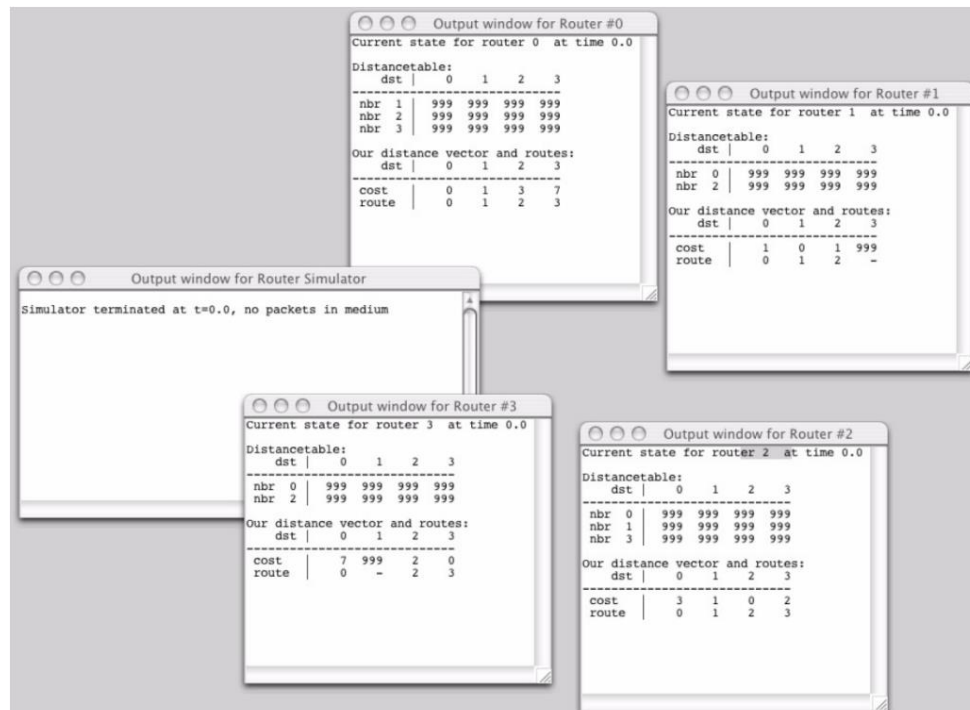 Output window for Router #0
Current state for router 0  at time 0.0
Distancetable:
dst |    0    1    2    3
---------------------------------
nbr  1 |  999  999  999  999
nbr  2 |  999  999  999  999
nbr  3 |  999  999  999  999
Our distance vector and routes:
dst |    0    1    2    3
---------------------------------
cost   |    0    1    3    7
route  |    0    1    2    3
Output window for Router #1
Current state for router 1  at time 0.0
Distancetable:
dst |    0    1    2    3
---------------------------------
nbr  0 |  999  999  999  999
nbr  2 |  999  999  999  999
Our distance vector and routes:
dst |    0    1    2    3
---------------------------------
cost   |    1    0    1  999
route  |    0    1    2    -
Output window for Router Simulator
Simulator terminated at t=0.0, no packets in medium
Output window for Router #3
Current state for router 3  at time 0.0
Distancetable:
dst |    0    1    2    3
---------------------------------
nbr  0 |  999  999  999  999
nbr  2 |  999  999  999  999
Our distance vector and routes:
dst |    0    1    2    3
---------------------------------
cost   |    7  999    2    0
route  |    0    -    2    3
Output window for Router #2
Current state for router 2  at time 0.0
Distancetable:
dst |    0    1    2    3
---------------------------------
nbr  0 |  999  999  999  999
nbr  1 |  999  999  999  999
nbr  3 |  999  999  999  999
Our distance vector and routes:
dst |    0    1    2    3
---------------------------------
cost   |    3    1    0    2
route  |    0    1    2    3